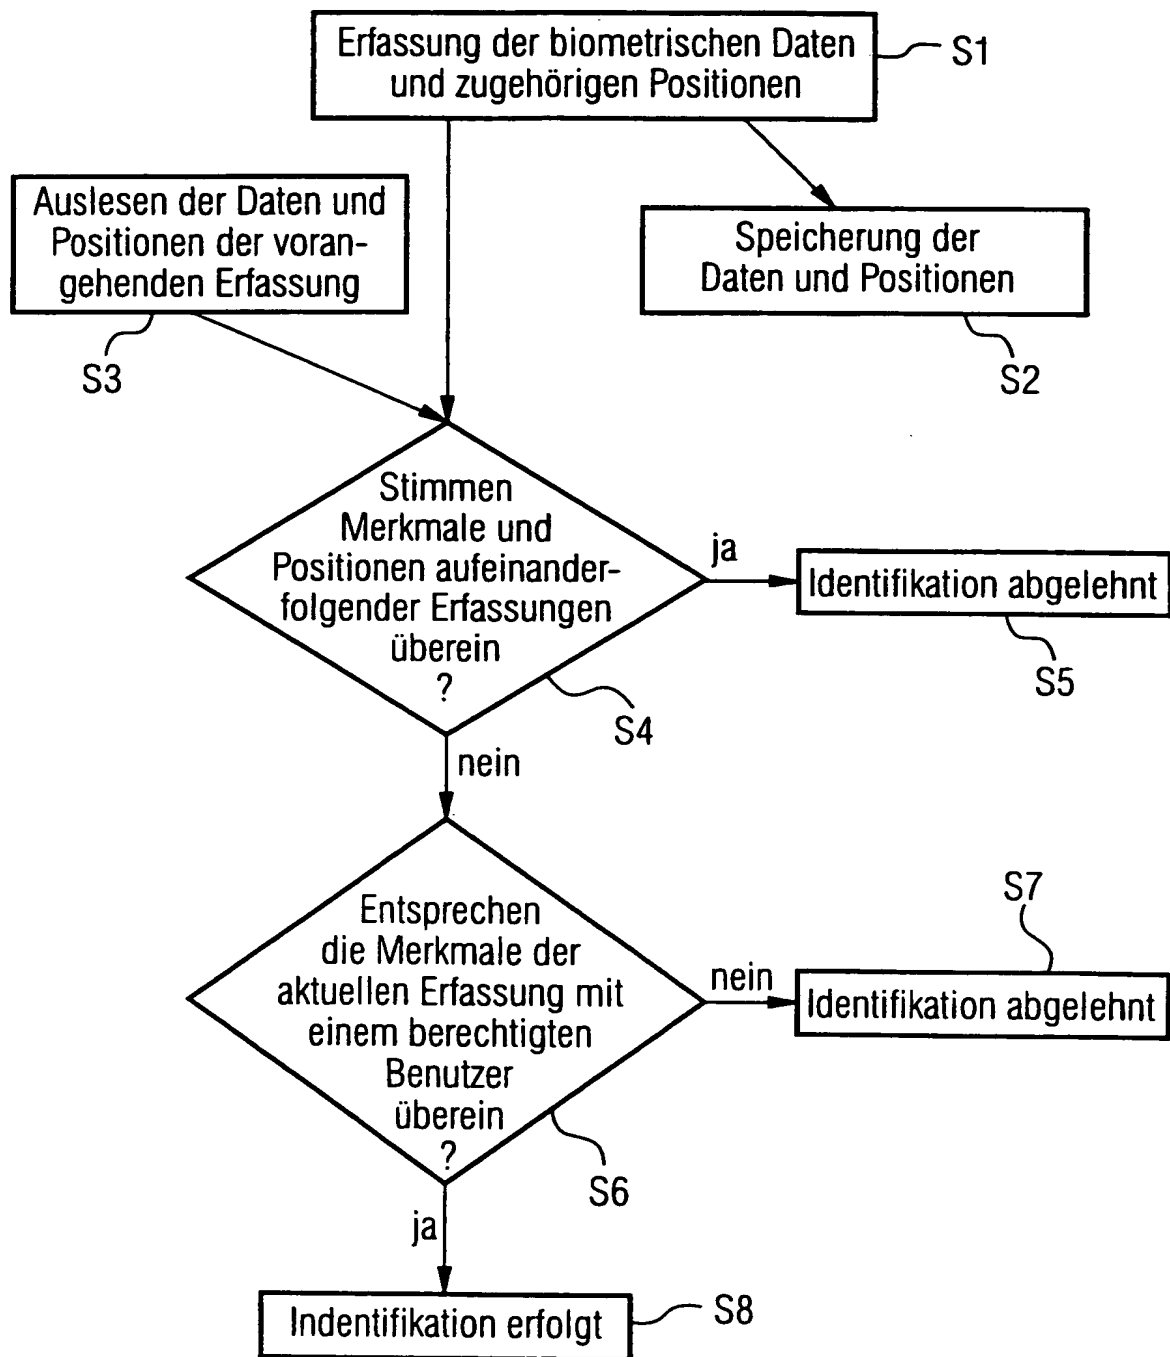 Erfassung der biometrischen Daten
und zugehörigen Positionen
S1
Auslesen der Daten und
Positionen der voran-
gehenden Erfassung
S3
Speicherung der
Daten und Positionen
S2
Stimmen
Merkmale und
Positionen aufeinander-
folgender Erfassungen
überein
?
S4
ja
Identifikation abgelehnt
S5
nein
Entsprechen
die Merkmale der
aktuellen Erfassung mit
einem berechtigten
Benutzer
überein
?
S6
nein
S7
Identifikation abgelehnt
ja
Indentifikation erfolgt
S8